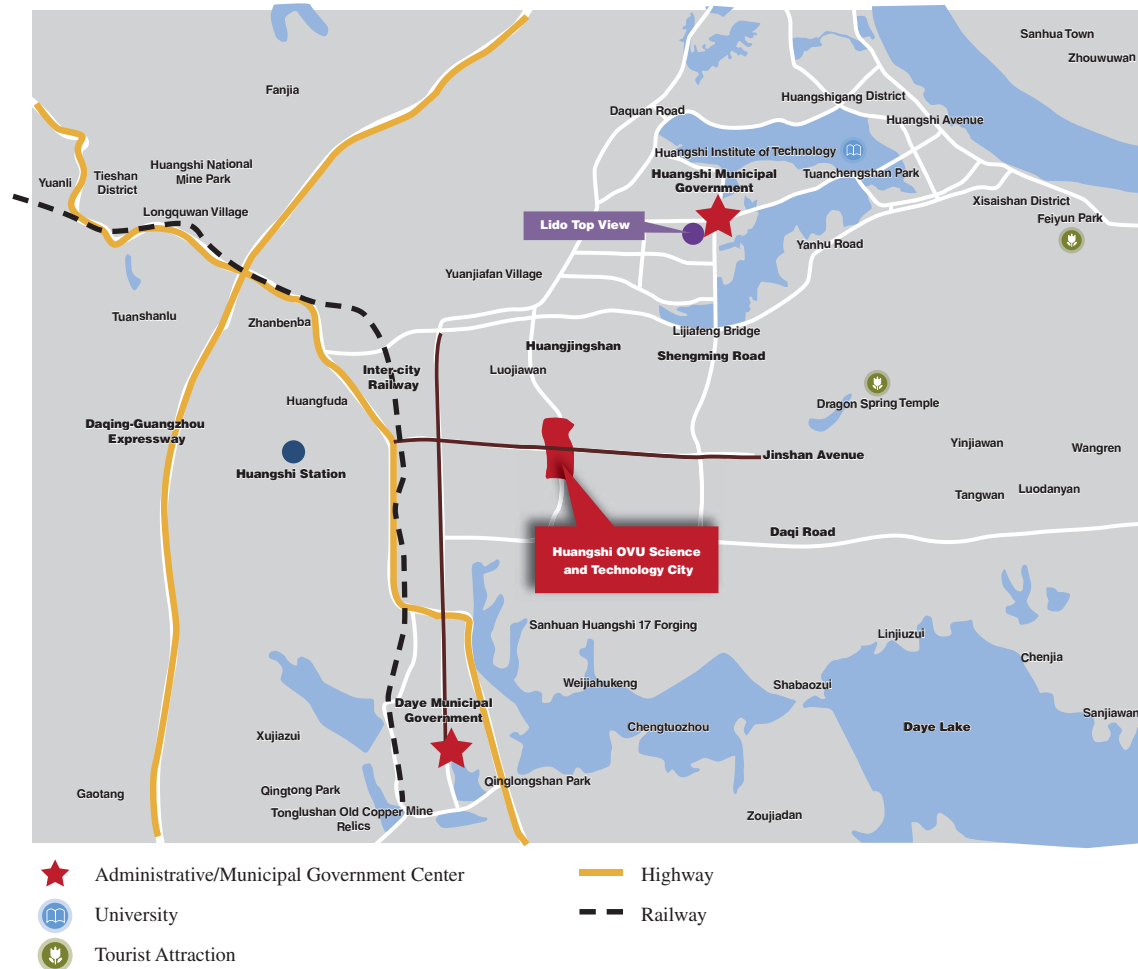 Sanhua Town
Zhouwuwan
Fanjia
Daquan Road
Huangshigang District
Huangshi Avenue
Huangshi Institute of Technology
Huangshi National
Mine Park
Yuanli
Tieshan
District
Huangshi Municipal
Government
Tuanchengshan Park
Longquwan Village
Xisaishan District
Feiyun Park
Lido Top View
Yanhu Road
Yuanjiafan Village
Tuanshanlu
Zhanbenba
Lijiafeng Bridge
Huangjingshan
Shengming Road
Inter-city
Railway
Luojiawan
Huangfuda
Dragon Spring Temple
Daqing-Guangzhou
Expressway
Yinjiawan
Wangren
Jinshan Avenue
Huangshi Station
Tangwan
Luodanyan
Daqi Road
Huangshi OVU Science
and Technology City
Sanhuan Huangshi 17 Forging
Linjiuzui
Chenjia
Weijiahukeng
Shabaozui
Daye Municipal
Government
Sanjiawan
Chengtuozhou
Daye Lake
Xujiazui
Qinglongshan Park
Gaotang
Qingtong Park
Tonglushan Old Copper Mine
Relics
Zoujiadan
Administrative/Municipal Government Center
Highway
University
Railway
Tourist Attraction